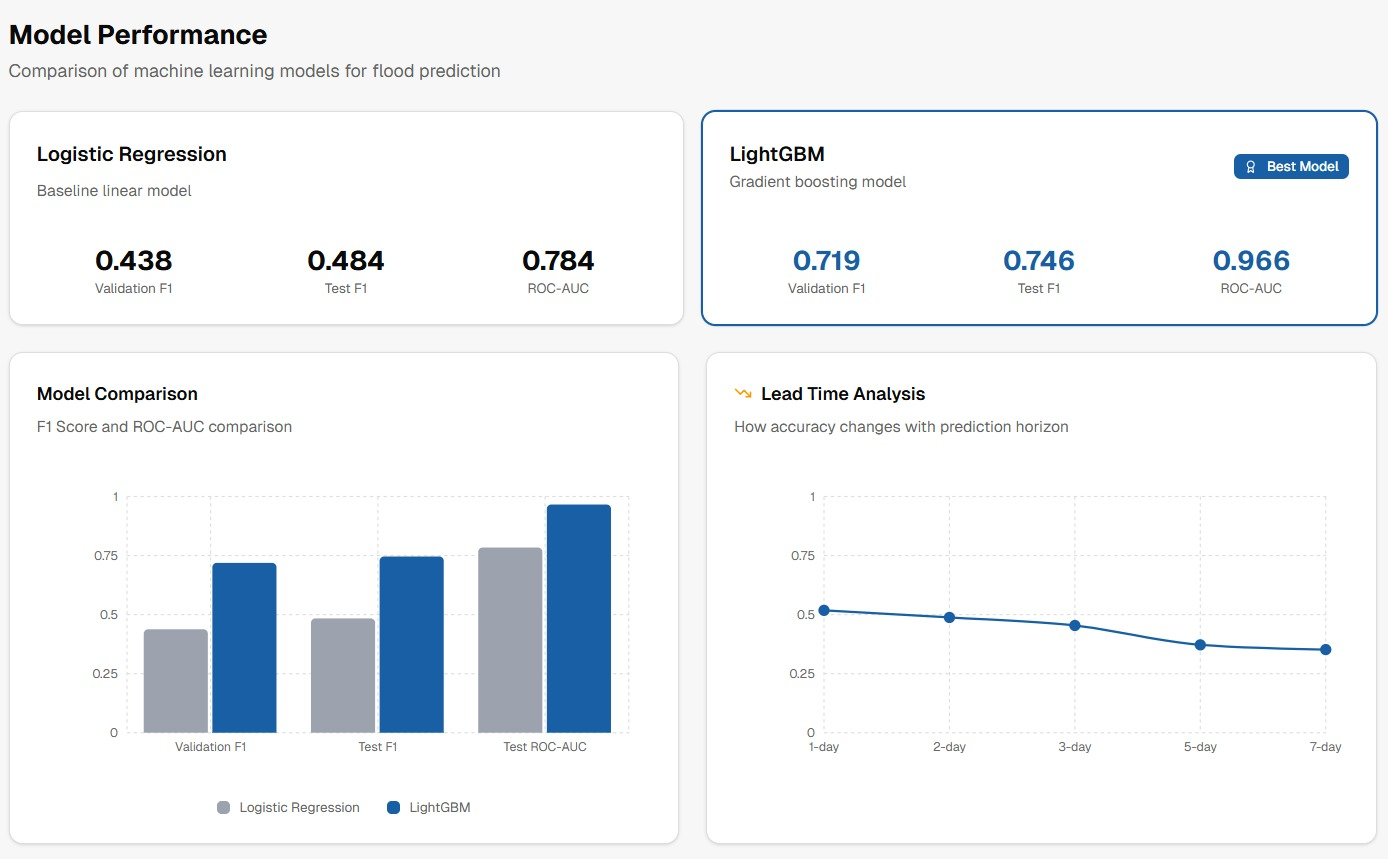 Model Performance
Comparison of machine learning models for flood prediction
Logistic Regression
Baseline linear model
0.438
0.484
0.784
Validation F1
Test F1
ROC-AUC
LightGBM
Gradient boosting model
Best Model
0.719
0.746
0.966
Validation F1
Test F1
ROC-AUC
Model Comparison
F1 Score and ROC-AUC comparison
1
0.75
0.5
0.25
0
Validation F1
Test F1
Test ROC-AUC
Logistic Regression
LightGBM
Lead Time Analysis
How accuracy changes with prediction horizon
1
0.75
0.5
0.25
0
1-day
2-day
3-day
5-day
7-day